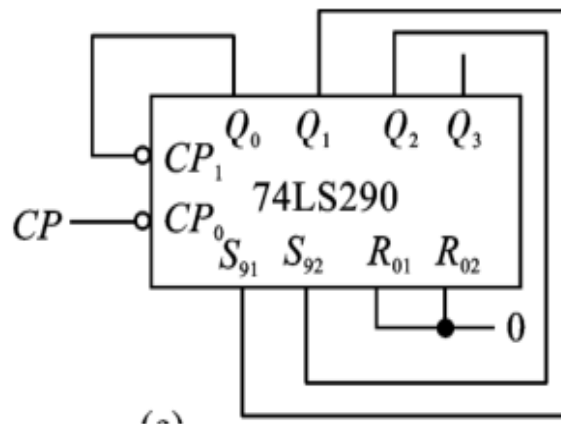 Q₀ Q₁ Q₂ Q₃
CP₁
74LS290
CP CP₀
S₉₁ S₉₂ R₀₁ R₀₂
0